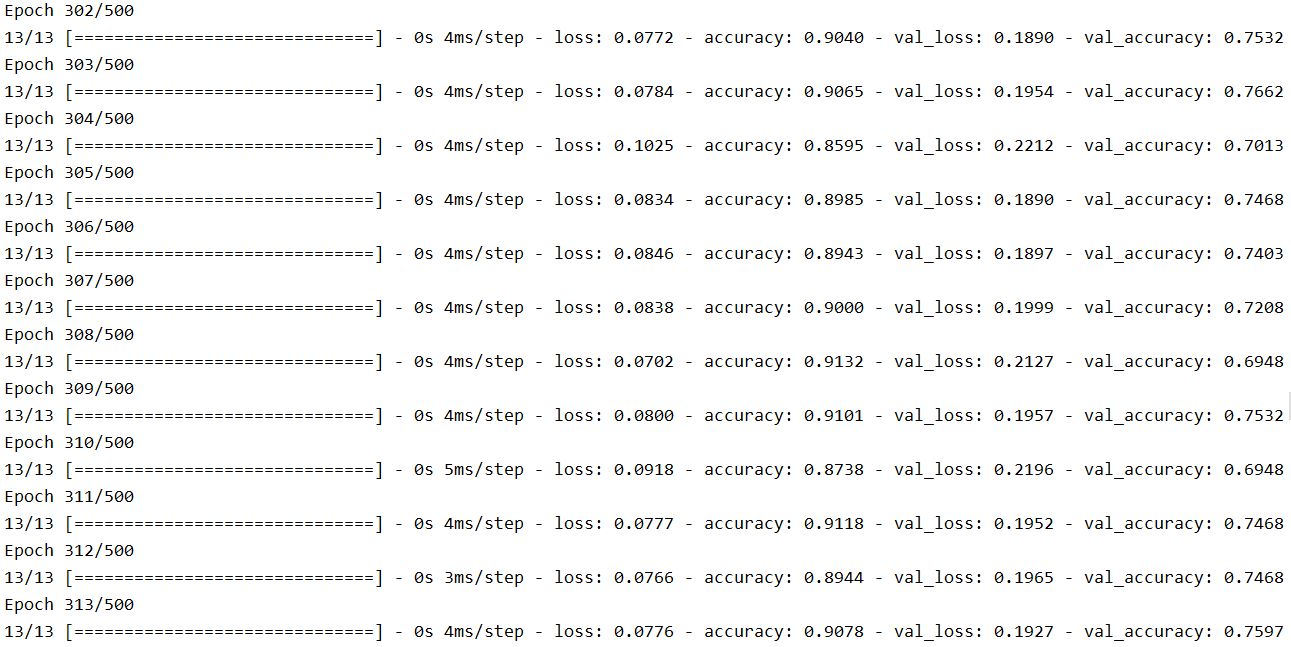 Epoch 302/500
13/13 [==============================] - 0s 4ms/step - loss: 0.0772 - accuracy: 0.9040 - val_loss: 0.1890 - val_accuracy: 0.7532
Epoch 303/500
13/13 [==============================] - 0s 4ms/step - loss: 0.0784 - accuracy: 0.9065 - val_loss: 0.1954 - val_accuracy: 0.7662
Epoch 304/500
13/13 [==============================] - 0s 4ms/step - loss: 0.1025 - accuracy: 0.8595 - val_loss: 0.2212 - val_accuracy: 0.7013
Epoch 305/500
13/13 [==============================] - 0s 4ms/step - loss: 0.0834 - accuracy: 0.8985 - val_loss: 0.1890 - val_accuracy: 0.7468
Epoch 306/500
13/13 [==============================] - 0s 4ms/step - loss: 0.0846 - accuracy: 0.8943 - val_loss: 0.1897 - val_accuracy: 0.7403
Epoch 307/500
13/13 [==============================] - 0s 4ms/step - loss: 0.0838 - accuracy: 0.9000 - val_loss: 0.1999 - val_accuracy: 0.7208
Epoch 308/500
13/13 [==============================] - 0s 4ms/step - loss: 0.0702 - accuracy: 0.9132 - val_loss: 0.2127 - val_accuracy: 0.6948
Epoch 309/500
13/13 [==============================] - 0s 4ms/step - loss: 0.0800 - accuracy: 0.9101 - val_loss: 0.1957 - val_accuracy: 0.7532
Epoch 310/500
13/13 [==============================] - 0s 5ms/step - loss: 0.0918 - accuracy: 0.8738 - val_loss: 0.2196 - val_accuracy: 0.6948
Epoch 311/500
13/13 [==============================] - 0s 4ms/step - loss: 0.0777 - accuracy: 0.9118 - val_loss: 0.1952 - val_accuracy: 0.7468
Epoch 312/500
13/13 [==============================] - 0s 3ms/step - loss: 0.0766 - accuracy: 0.8944 - val_loss: 0.1965 - val_accuracy: 0.7468
Epoch 313/500
13/13 [==============================] - 0s 4ms/step - loss: 0.0776 - accuracy: 0.9078 - val_loss: 0.1927 - val_accuracy: 0.7597